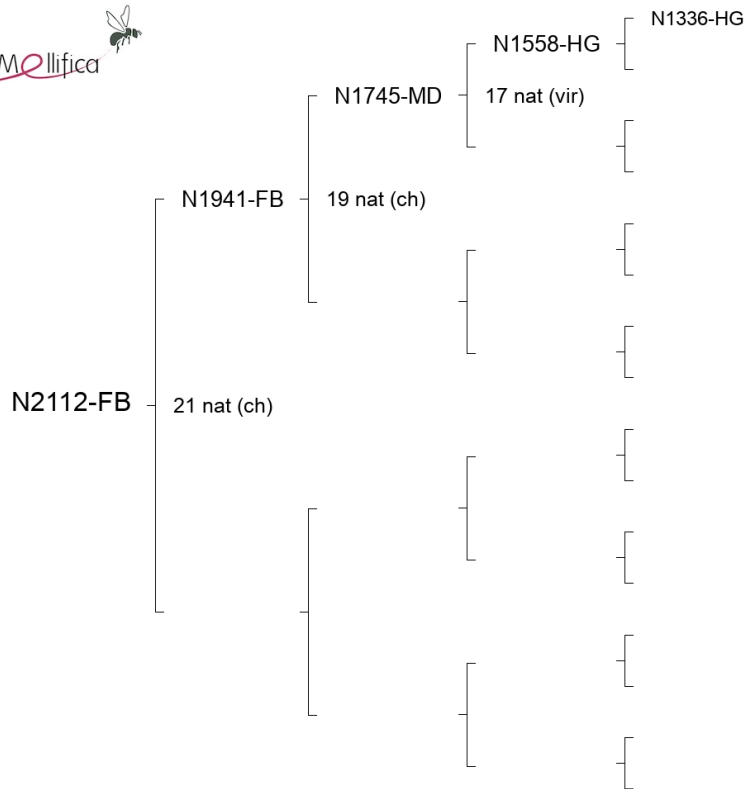 Mellifica
N1336-HG
N1558-HG
N1745-MD
17 nat (vir)
N1941-FB
19 nat (ch)
N2112-FB
21 nat (ch)